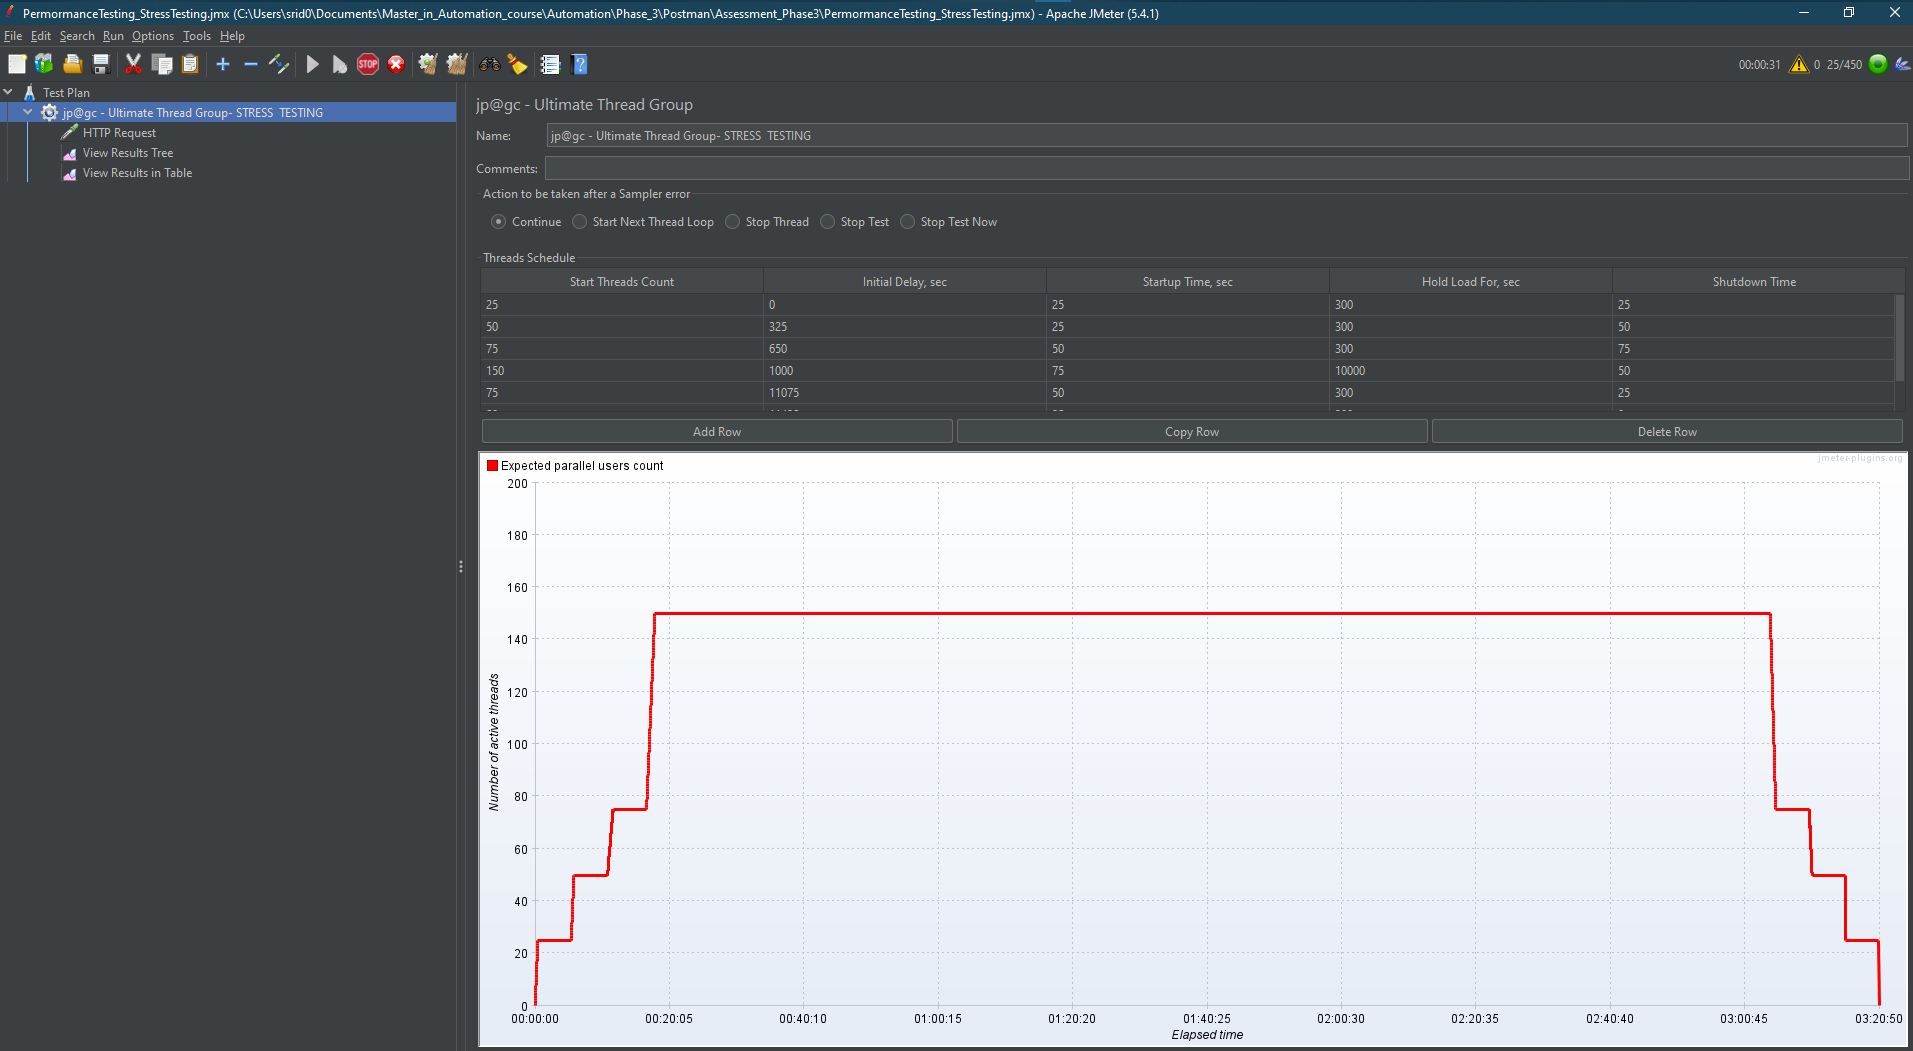 PermormanceTesting_StressTesting.jmx (C:\Users\srid0\Documents\Master_in_Automation_course\Automation\Phase_3\Postman\Assessment_Phase3\PermormanceTesting_StressTesting.jmx) - Apache JMeter (5.4.1)
File Edit Search Run Options Tools Help
STOP ? 00:00:31 0 25/450
Test Plan
jp@gc - Ultimate Thread Group- STRESS TESTING
HTTP Request
View Results Tree
View Results in Table
jp@gc - Ultimate Thread Group
Name: jp@gc - Ultimate Thread Group- STRESS TESTING
Comments:
Action to be taken after a Sampler error
Continue Start Next Thread Loop Stop Thread Stop Test Stop Test Now
Threads Schedule
Start Threads Count Initial Delay, sec Startup Time, sec Hold Load For, sec Shutdown Time
25 0 25 300 25
50 325 25 300 50
75 650 50 300 75
150 1000 75 10000 50
75 11075 50 300 25
Add Row Copy Row Delete Row
Expected parallel users count
jmeter-plugins.org
200
180
160
140
120
100
80
60
40
20
0
Number of active threads
00:00:00 00:20:05 00:40:10 01:00:15 01:20:20 01:40:25 02:00:30 02:20:35 02:40:40 03:00:45 03:20:50
Elapsed time